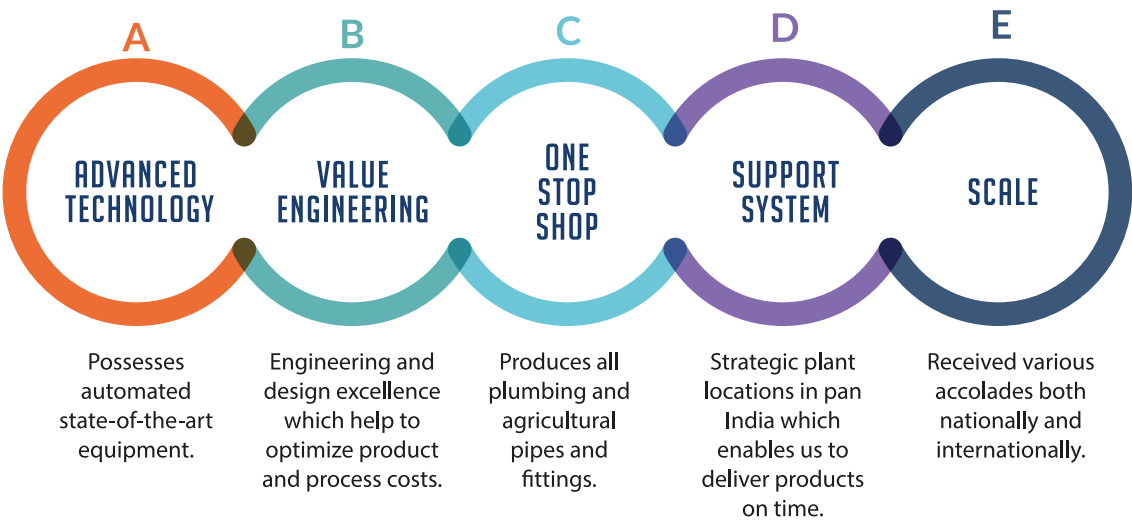 A
ADVANCED
TECHNOLOGY
Possesses
automated
state-of-the-art
equipment.
B
VALUE
ENGINEERING
Engineering and
design excellence
which help to
optimize product
and process costs.
C
ONE
STOP
SHOP
Produces all
plumbing and
agricultural
pipes and
fittings.
D
SUPPORT
SYSTEM
Strategic plant
locations in pan
India which
enables us to
deliver products
on time.
E
SCALE
Received various
accolades both
nationally and
internationally.